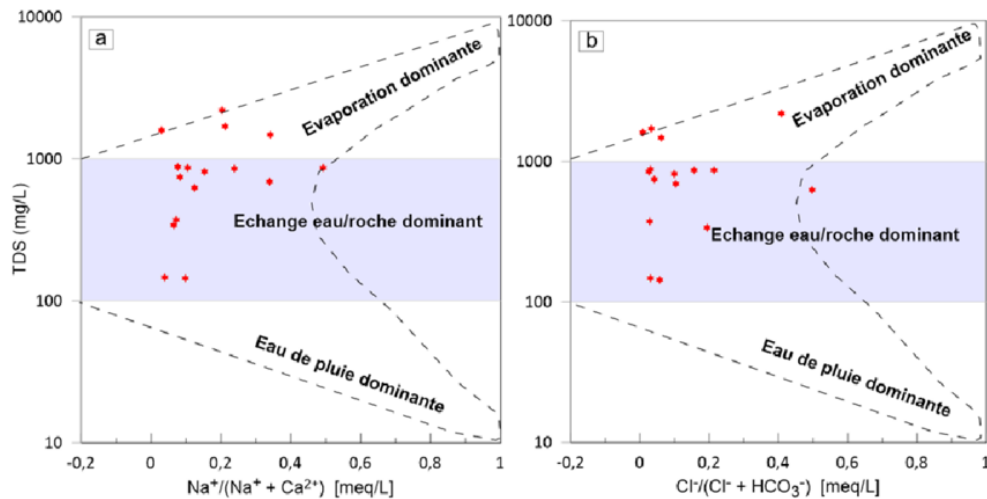 a
10000
1000
100
10
TDS (mg/L)
Evaporation dominante
Echange eau/roche dominant
Eau de pluie dominante
-0,2 0 0,2 0,4 0,6 0,8 1
Na⁺/(Na⁺ + Ca²⁺) [meq/L]
b
10000
1000
100
10
Evaporation dominante
Echange eau/roche dominant
Eau de pluie dominante
-0,2 0 0,2 0,4 0,6 0,8 1
Cl⁻/(Cl⁻ + HCO₃⁻) [meq/L]